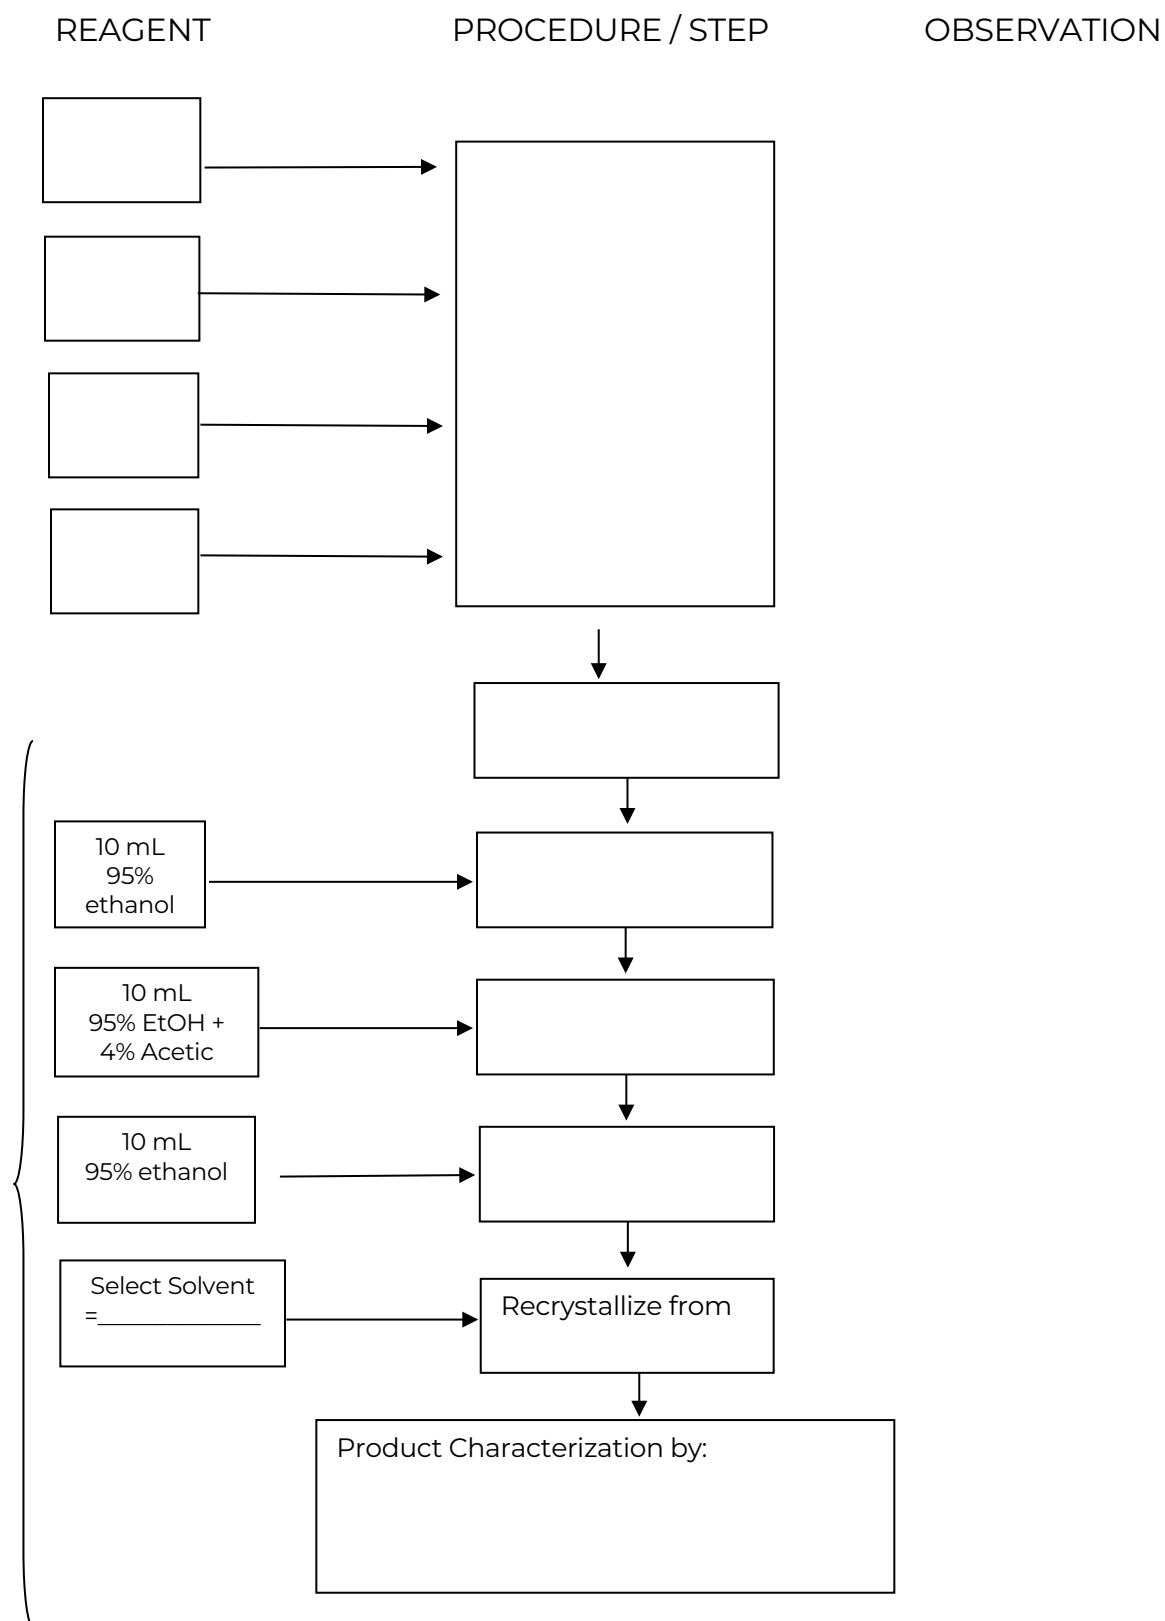 REAGENT PROCEDURE / STEP OBSERVATION
10 mL
95%
ethanol
10 mL
95% EtOH +
4% Acetic
10 mL
95% ethanol
Select Solvent
=_____________
Recrystallize from
Product Characterization by: